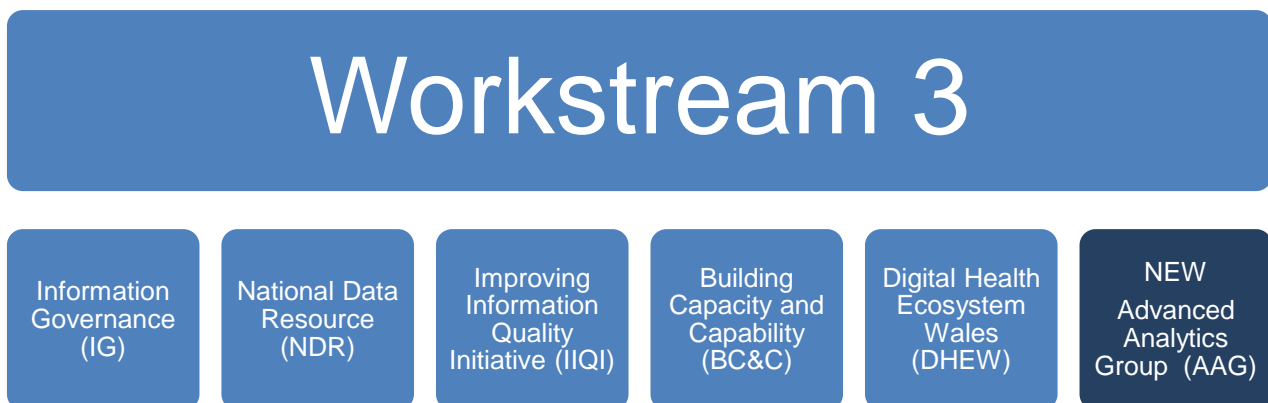 Workstream 3
Information
Governance
(IG)
National Data
Resource
(NDR)
Improving
Information
Quality
Initiative (IIQI)
Building
Capacity and
Capability
(BC&C)
Digital Health
Ecosystem
Wales
(DHEW)
NEW
Advanced
Analytics
Group (AAG)